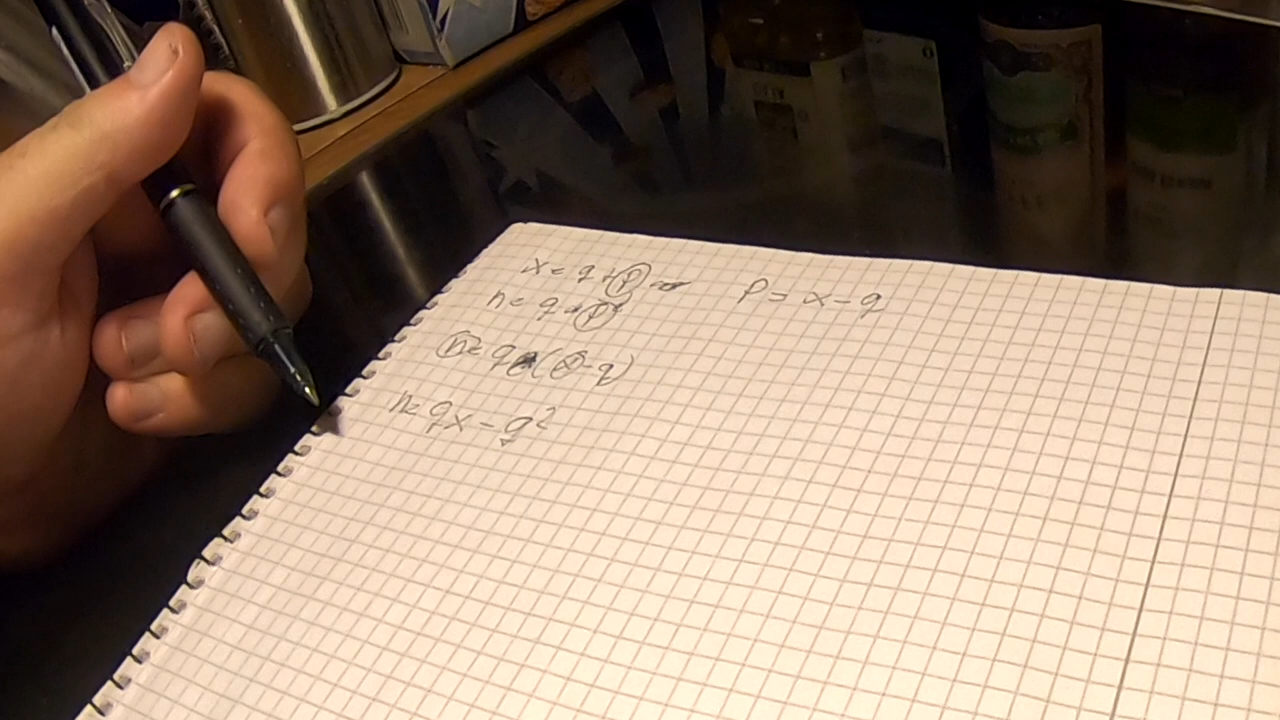 x = q + p p = x - q
n = q * p
n = q * (x - q)
n = qx - q²